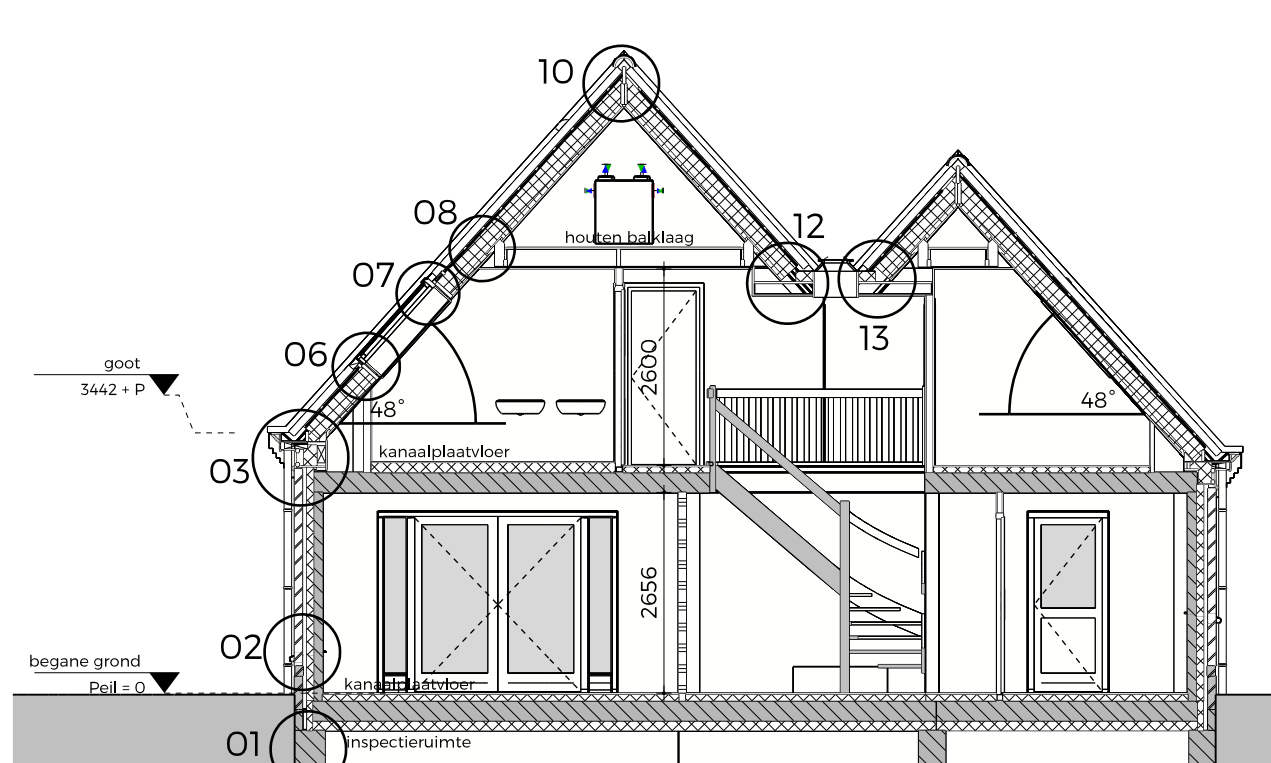 10
08
houten balklaag
12
07
13
06
goot
3442 + P
2600
48°
48°
kanaalplaatvloer
03
2656
02
begane grond
Peil = 0
kanaalplaatvloer
01
inspectieruimte